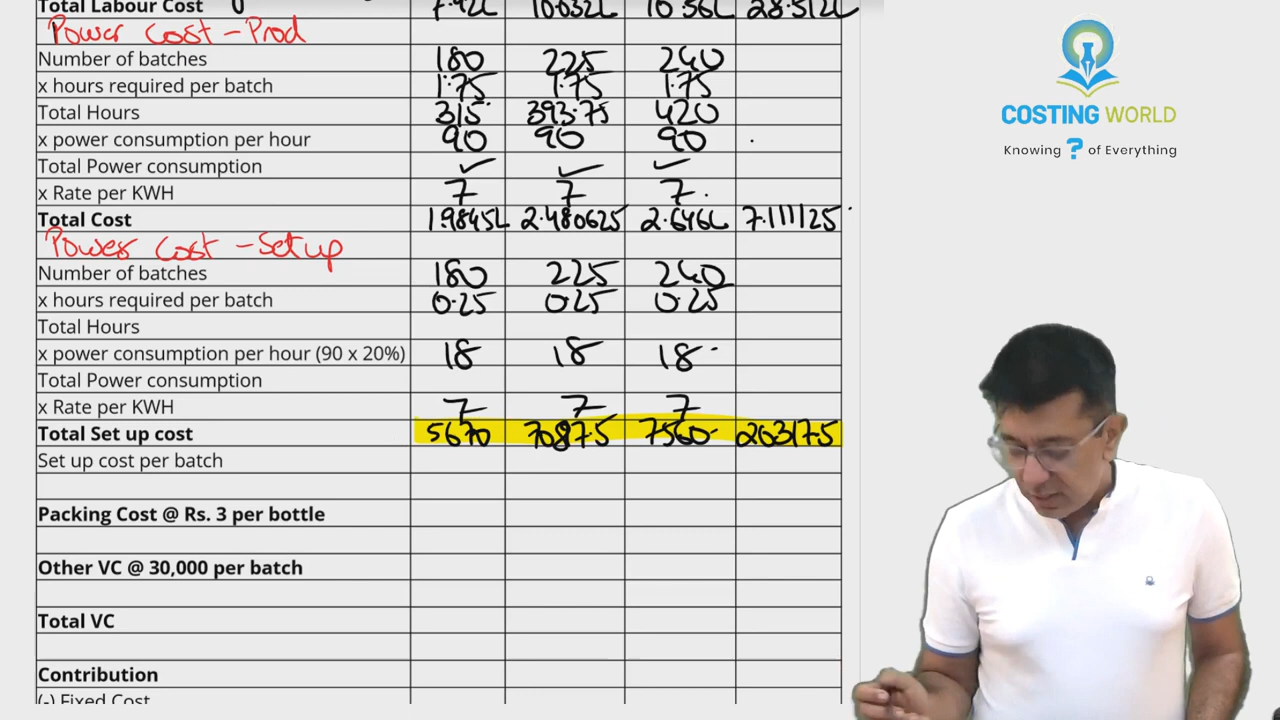 Total Labour Cost 7.92L 10.032L 10.56L 28.512L
Power Cost - Prod
Number of batches 180 225 240
x hours required per batch 1.75 1.75 1.75
Total Hours 315 393.75 420
x power consumption per hour 90 90 90
Total Power consumption ✓ ✓ ✓
x Rate per KWH 7 7 7
Total Cost 1.9845L 2.480625 2.646L 7.111125
Power Cost - Set up
Number of batches 180 225 240
x hours required per batch 0.25 0.25 0.25
Total Hours
x power consumption per hour (90 x 20%) 18 18 18
Total Power consumption
x Rate per KWH 7 7 7
Total Set up cost 5670 7087.5 7560 20317.5
Set up cost per batch
Packing Cost @ Rs. 3 per bottle
Other VC @ 30,000 per batch
Total VC
Contribution
(-) Fixed Cost
COSTING WORLD
Knowing ? of Everything